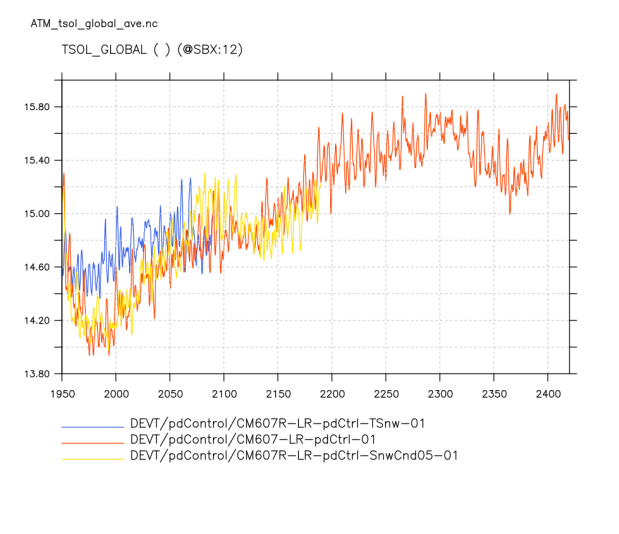 ATM_tsol_global_ave.nc
TSOL_GLOBAL ( ) (@SBX:12)
15.80
15.40
15.00
14.60
14.20
13.80
1950 2000 2050 2100 2150 2200 2250 2300 2350 2400
DEVT/pdControl/CM607R-LR-pdCtrl-TSnw-01
DEVT/pdControl/CM607-LR-pdCtrl-01
DEVT/pdControl/CM607R-LR-pdCtrl-SnwCnd05-01